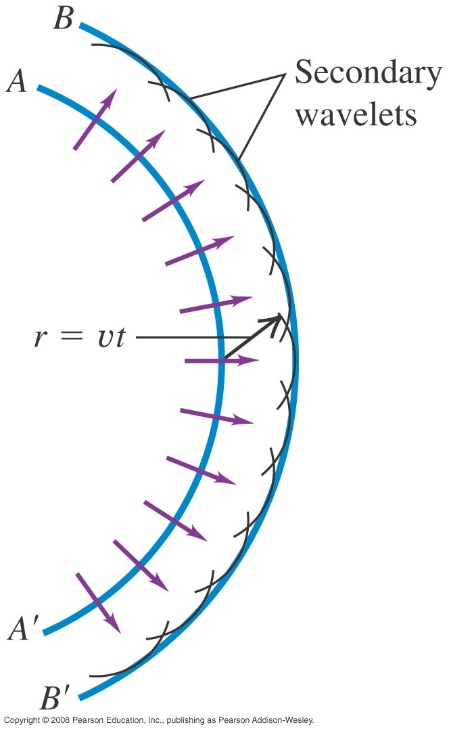 B
A
Secondary
wavelets
r = vt
A′
B′
Copyright © 2008 Pearson Education, Inc., publishing as Pearson Addison-Wesley.